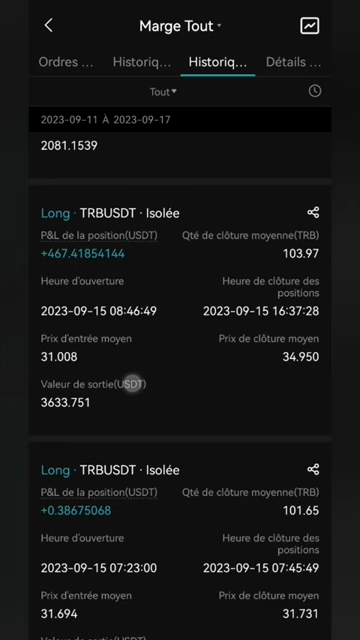 Marge Tout
Ordres ... Historiq... Historiq... Détails ...
Tout
2023-09-11 À 2023-09-17
2081.1539
Long · TRBUSDT · Isolée
P&L de la position(USDT) Qté de clôture moyenne(TRB)
+467.41854144 103.97
Heure d'ouverture Heure de clôture des
positions
2023-09-15 08:46:49 2023-09-15 16:37:28
Prix d'entrée moyen Prix de clôture moyen
31.008 34.950
Valeur de sortie(USDT)
3633.751
Long · TRBUSDT · Isolée
P&L de la position(USDT) Qté de clôture moyenne(TRB)
+0.38675068 101.65
Heure d'ouverture Heure de clôture des
positions
2023-09-15 07:23:00 2023-09-15 07:45:49
Prix d'entrée moyen Prix de clôture moyen
31.694 31.731
Valeur de sortie(USDT)